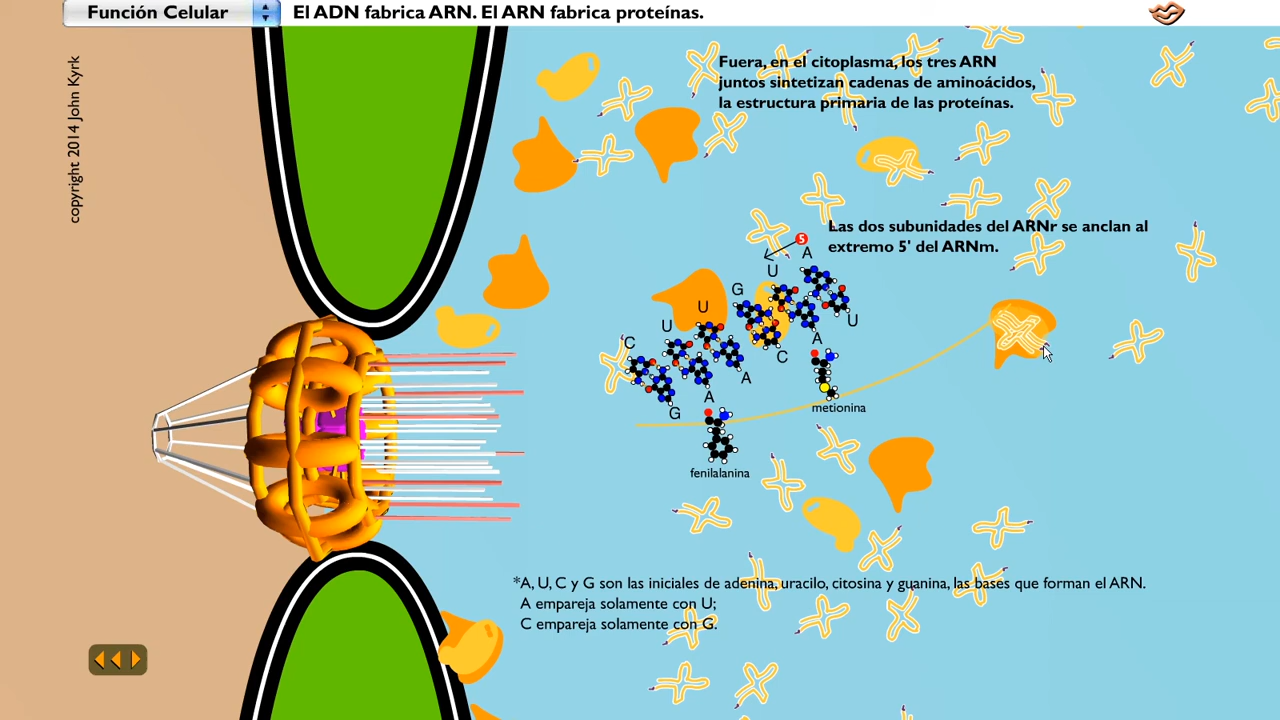 Función Celular
El ADN fabrica ARN. El ARN fabrica proteínas.
copyright 2014 John Kyrk
Fuera, en el citoplasma, los tres ARN
juntos sintetizan cadenas de aminoácidos,
la estructura primaria de las proteínas.
Las dos subunidades del ARNr se anclan al
extremo 5' del ARNm.
5
A
U
G
U
U
C
U
A
C
A
A
G
metionina
fenilalanina
*A, U, C y G son las iniciales de adenina, uracilo, citosina y guanina, las bases que forman el ARN.
A empareja solamente con U;
C empareja solamente con G.